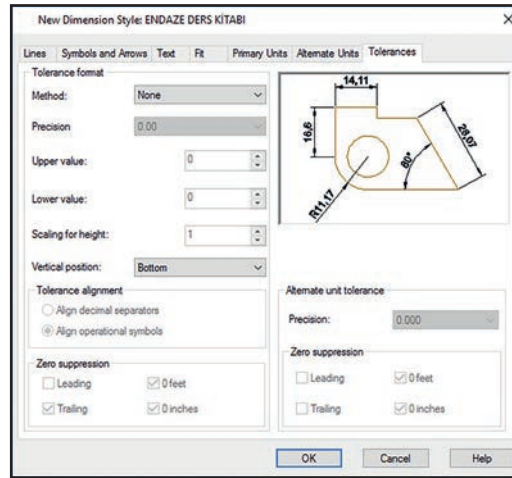 New Dimension Style: ENDAZE DERS KİTABI
Lines Symbols and Arrows Text Fit Primary Units Alternate Units Tolerances
Tolerance format
Method: None
Precision 0.00
Upper value: 0
Lower value: 0
Scaling for height: 1
Vertical position: Bottom
Tolerance alignment
Align decimal separators
Align operational symbols
Zero suppression
Leading 0 feet
Trailing 0 inches
14,11
16,6
28,07
60°
R11,17
Alternate unit tolerance
Precision: 0.000
Zero suppression
Leading 0 feet
Trailing 0 inches
OK Cancel Help